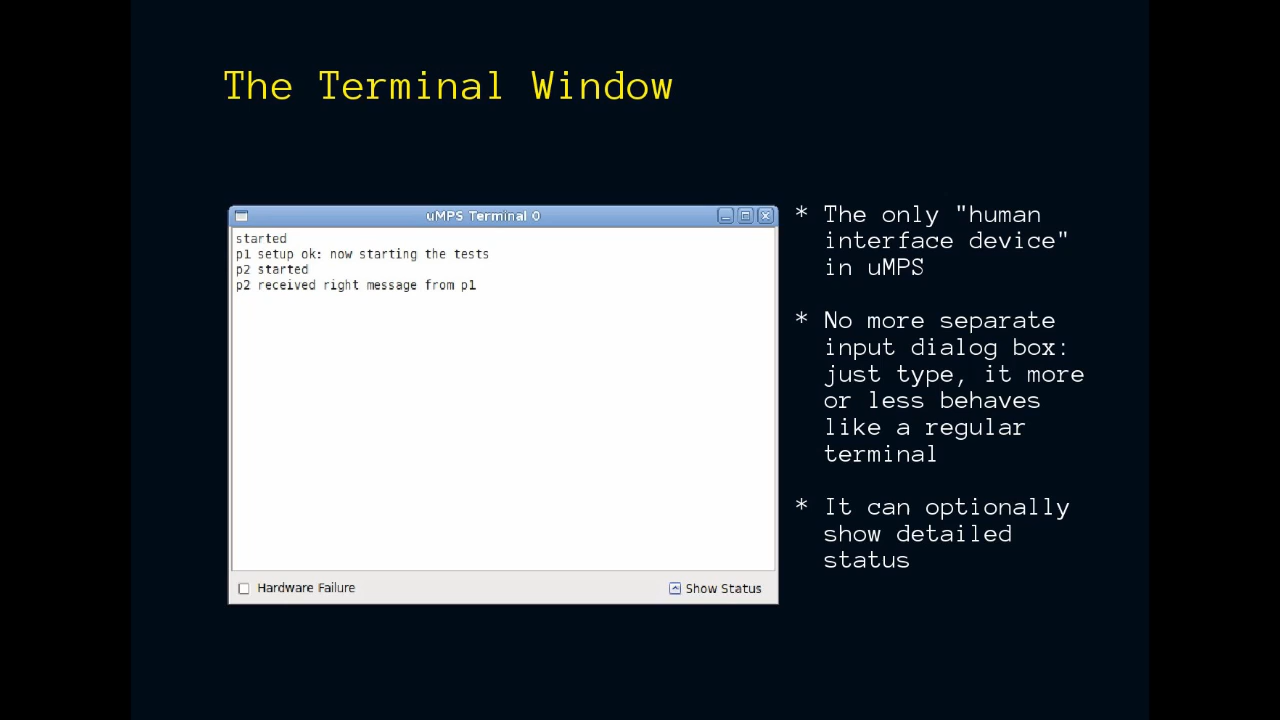 The Terminal Window
uMPS Terminal 0
started
p1 setup ok: now starting the tests
p2 started
p2 received right message from p1
Hardware Failure
Show Status
* The only "human
interface device"
in uMPS
* No more separate
input dialog box:
just type, it more
or less behaves
like a regular
terminal
* It can optionally
show detailed
status